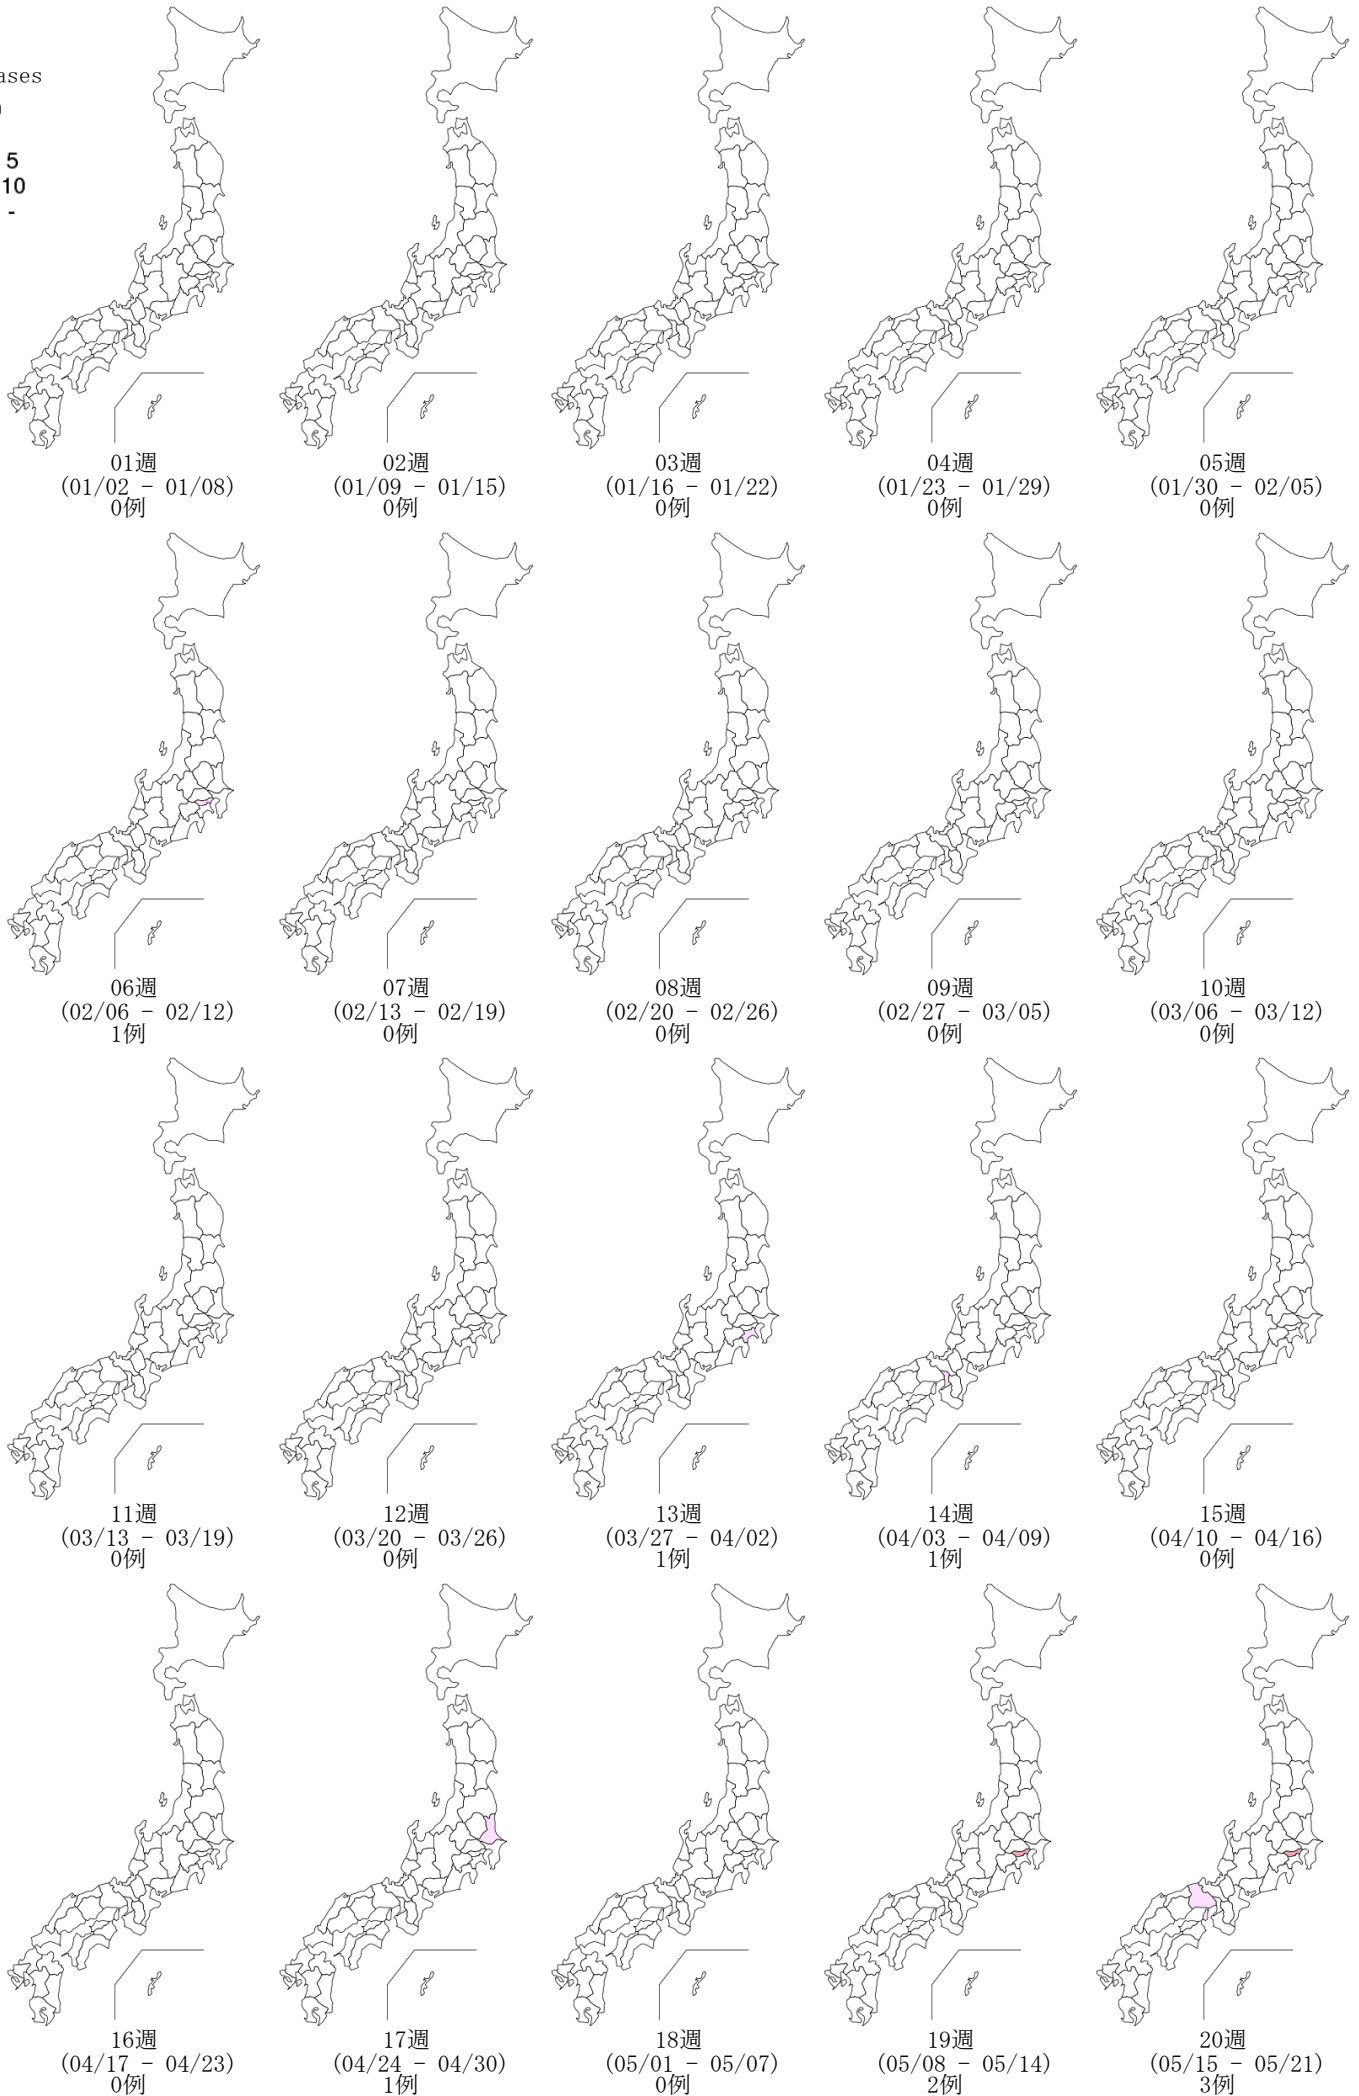 ases
5
10
-
01週
(01/02 - 01/08)
0例
02週
(01/09 - 01/15)
0例
03週
(01/16 - 01/22)
0例
04週
(01/23 - 01/29)
0例
05週
(01/30 - 02/05)
0例
06週
(02/06 - 02/12)
1例
07週
(02/13 - 02/19)
0例
08週
(02/20 - 02/26)
0例
09週
(02/27 - 03/05)
0例
10週
(03/06 - 03/12)
0例
11週
(03/13 - 03/19)
0例
12週
(03/20 - 03/26)
0例
13週
(03/27 - 04/02)
1例
14週
(04/03 - 04/09)
1例
15週
(04/10 - 04/16)
0例
16週
(04/17 - 04/23)
0例
17週
(04/24 - 04/30)
1例
18週
(05/01 - 05/07)
0例
19週
(05/08 - 05/14)
2例
20週
(05/15 - 05/21)
3例